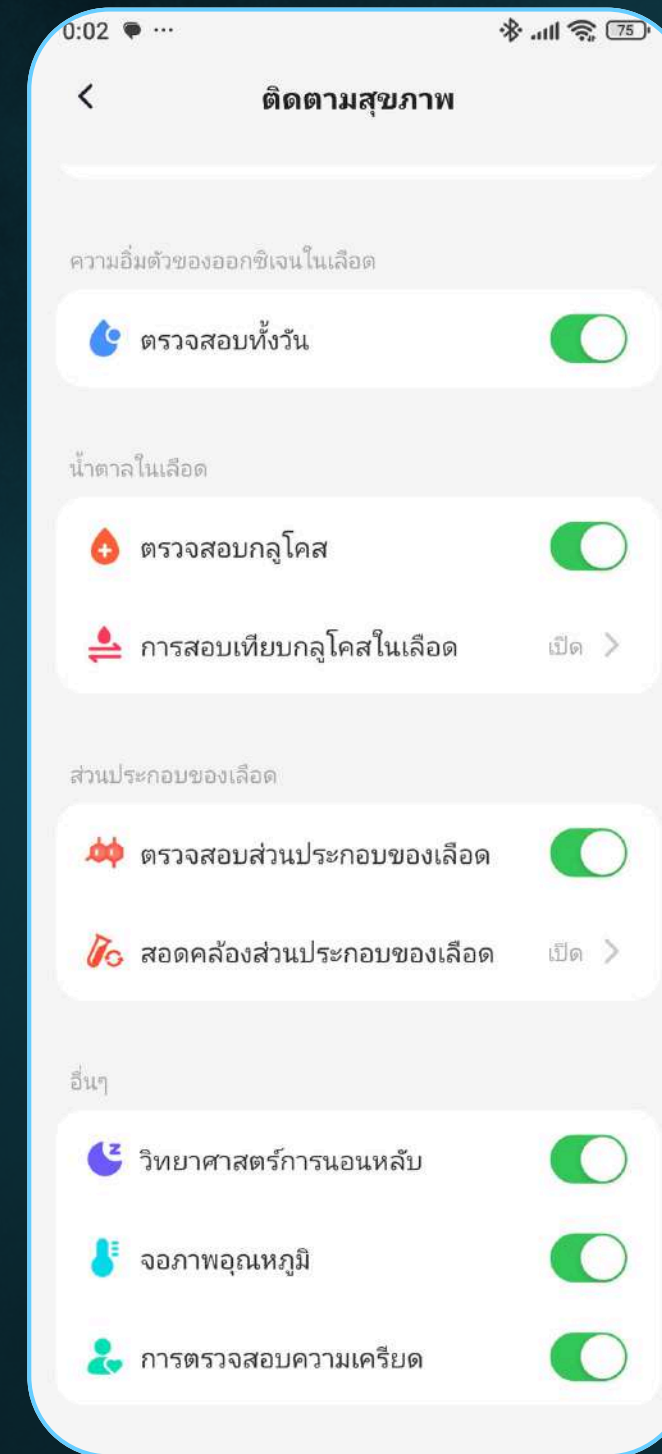 0:02
75
ติดตามสุขภาพ
ความอิ่มตัวของออกซิเจนในเลือด
ตรวจสอบทั้งวัน
น้ำตาลในเลือด
ตรวจสอบกลูโคส
การสอบเทียบกลูโคสในเลือด เปิด
ส่วนประกอบของเลือด
ตรวจสอบส่วนประกอบของเลือด
สอดคล้องส่วนประกอบของเลือด เปิด
อื่นๆ
วิทยาศาสตร์การนอนหลับ
จอภาพอุณหภูมิ
การตรวจสอบความเครียด